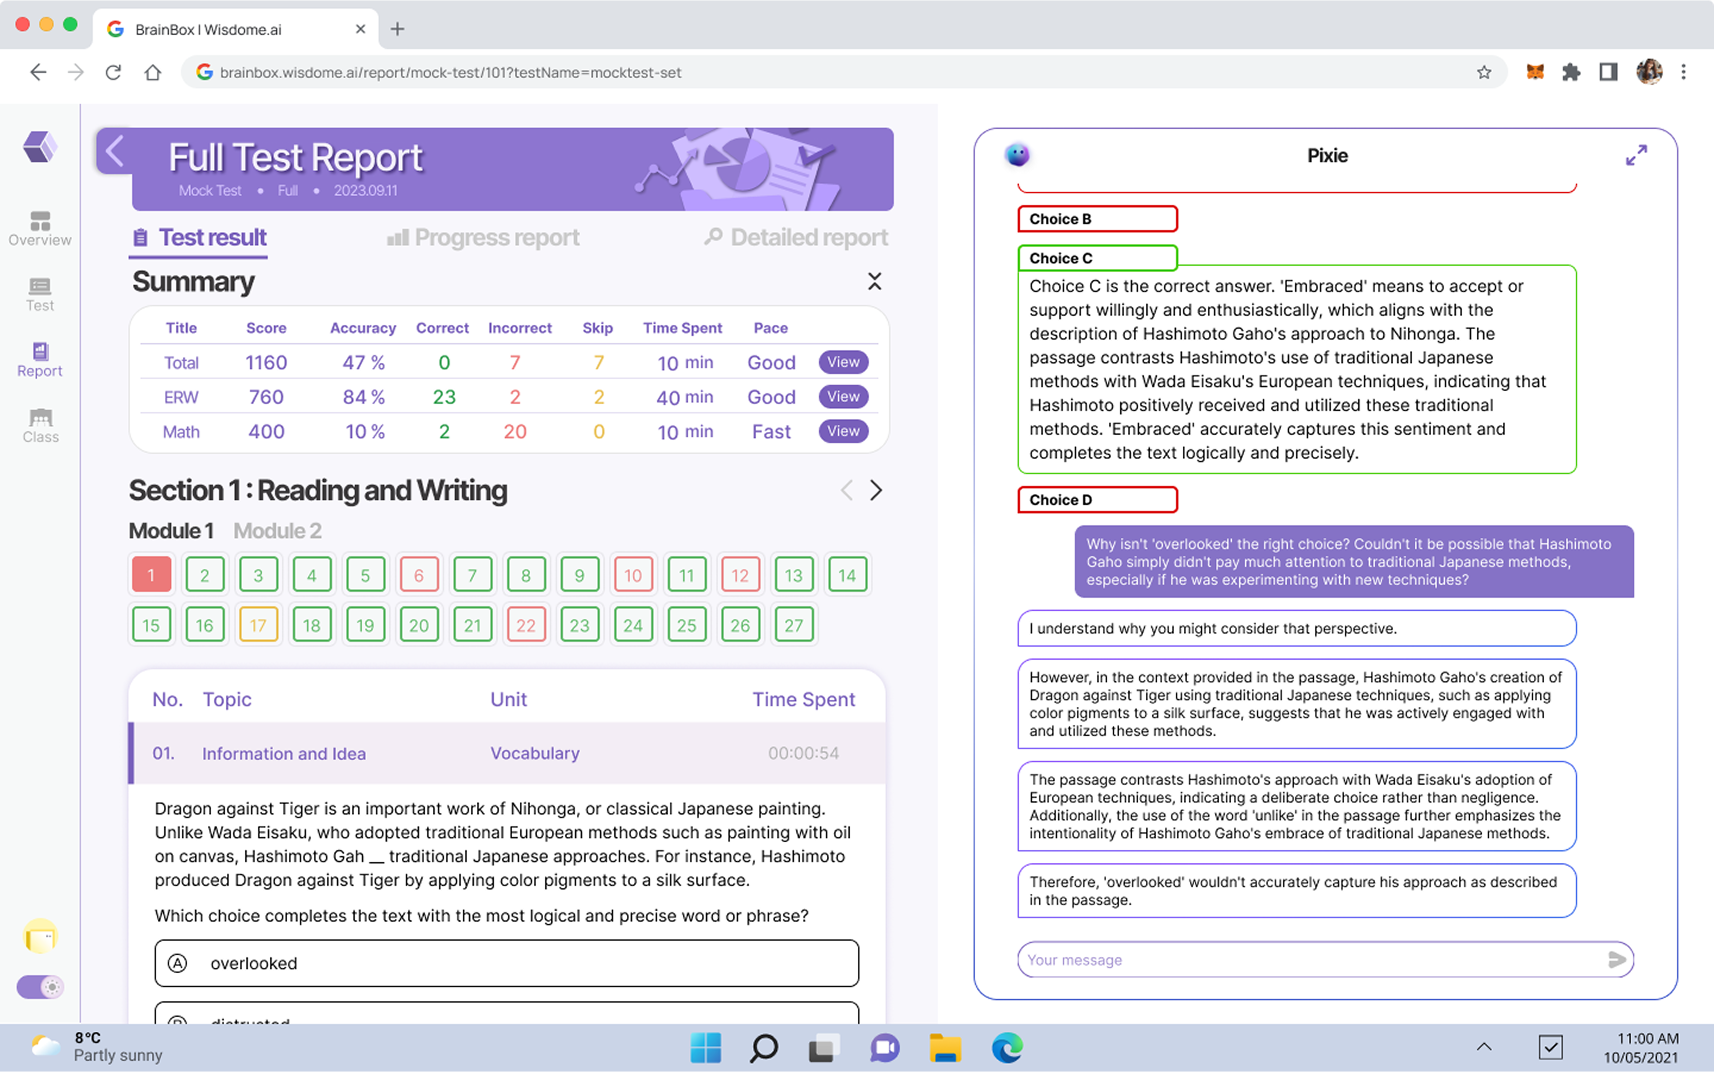 BrainBox | Wisdome.ai
brainbox.wisdome.ai/report/mock-test/101?testName=mocktest-set
Overview
Test
Report
Class
Full Test Report
Mock Test • Full • 2023.09.11
Test result
Progress report
Detailed report
Summary
Title Score Accuracy Correct Incorrect Skip Time Spent Pace
Total 1160 47 % 0 7 7 10 min Good View
ERW 760 84 % 23 2 2 40 min Good View
Math 400 10 % 2 20 0 10 min Fast View
Section 1 : Reading and Writing
Module 1 Module 2
1 2 3 4 5 6 7 8 9 10 11 12 13 14
15 16 17 18 19 20 21 22 23 24 25 26 27
No. Topic Unit Time Spent
01. Information and Idea Vocabulary 00:00:54
Dragon against Tiger is an important work of Nihonga, or classical Japanese painting.
Unlike Wada Eisaku, who adopted traditional European methods such as painting with oil
on canvas, Hashimoto Gah __ traditional Japanese approaches. For instance, Hashimoto
produced Dragon against Tiger by applying color pigments to a silk surface.
Which choice completes the text with the most logical and precise word or phrase?
A overlooked
B distrusted
Pixie
Choice B
Choice C
Choice C is the correct answer. 'Embraced' means to accept or
support willingly and enthusiastically, which aligns with the
description of Hashimoto Gaho's approach to Nihonga. The
passage contrasts Hashimoto's use of traditional Japanese
methods with Wada Eisaku's European techniques, indicating that
Hashimoto positively received and utilized these traditional
methods. 'Embraced' accurately captures this sentiment and
completes the text logically and precisely.
Choice D
Why isn't 'overlooked' the right choice? Couldn't it be possible that Hashimoto
Gaho simply didn't pay much attention to traditional Japanese methods,
especially if he was experimenting with new techniques?
I understand why you might consider that perspective.
However, in the context provided in the passage, Hashimoto Gaho's creation of
Dragon against Tiger using traditional Japanese techniques, such as applying
color pigments to a silk surface, suggests that he was actively engaged with
and utilized these methods.
The passage contrasts Hashimoto's approach with Wada Eisaku's adoption of
European techniques, indicating a deliberate choice rather than negligence.
Additionally, the use of the word 'unlike' in the passage further emphasizes the
intentionality of Hashimoto Gaho's embrace of traditional Japanese methods.
Therefore, 'overlooked' wouldn't accurately capture his approach as described
in the passage.
Your message
8°C
Partly sunny
11:00 AM
10/05/2021